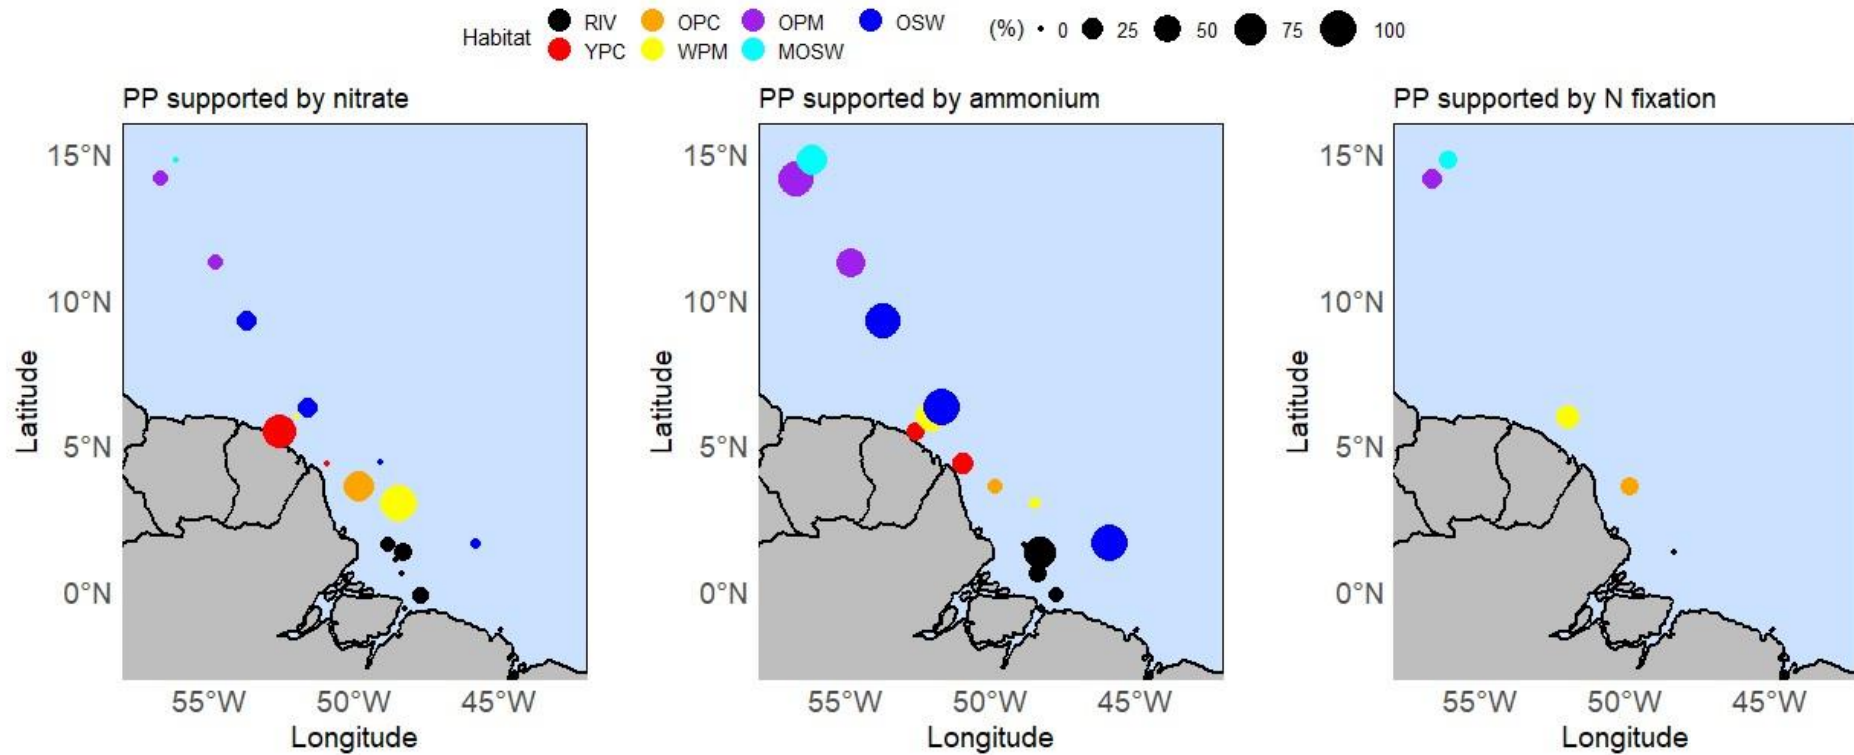 Habitat RIV OPC OPM OSW (%) 0 25 50 75 100
YPC WPM MOSW
PP supported by nitrate
15°N
10°N
5°N
0°N
Latitude
55°W 50°W 45°W
Longitude
PP supported by ammonium
15°N
10°N
5°N
0°N
Latitude
55°W 50°W 45°W
Longitude
PP supported by N fixation
15°N
10°N
5°N
0°N
Latitude
55°W 50°W 45°W
Longitude